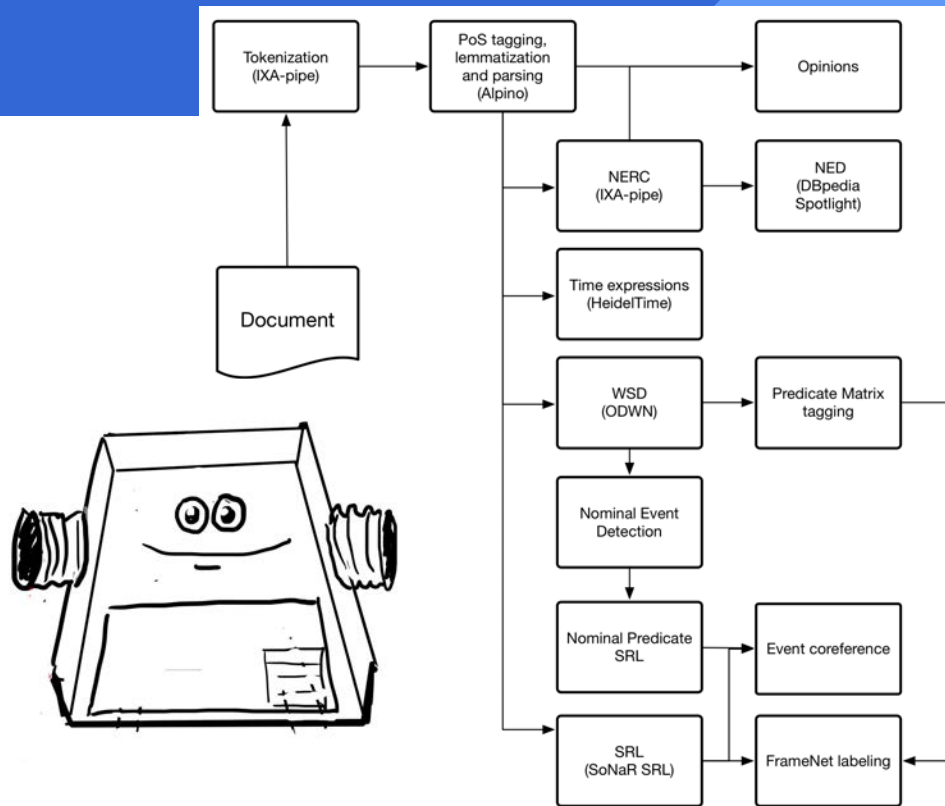 Tokenization
(IXA-pipe)
PoS tagging,
lemmatization
and parsing
(Alpino)
Opinions
NERC
(IXA-pipe)
NED
(DBpedia
Spotlight)
Time expressions
(HeidelTime)
Document
WSD
(ODWN)
Predicate Matrix
tagging
Nominal Event
Detection
Nominal Predicate
SRL
Event coreference
SRL
(SoNaR SRL)
FrameNet labeling